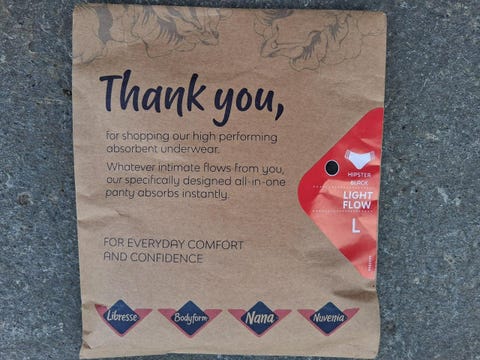 Thank you,
for shopping our high performing
absorbent underwear.
Whatever intimate flows from you,
our specifically designed all-in-one
panty absorbs instantly.
HIPSTER
BLACK
LIGHT
FLOW
L
FOR EVERYDAY COMFORT
AND CONFIDENCE
Libresse
Bodyform
Nana
Nuvenia